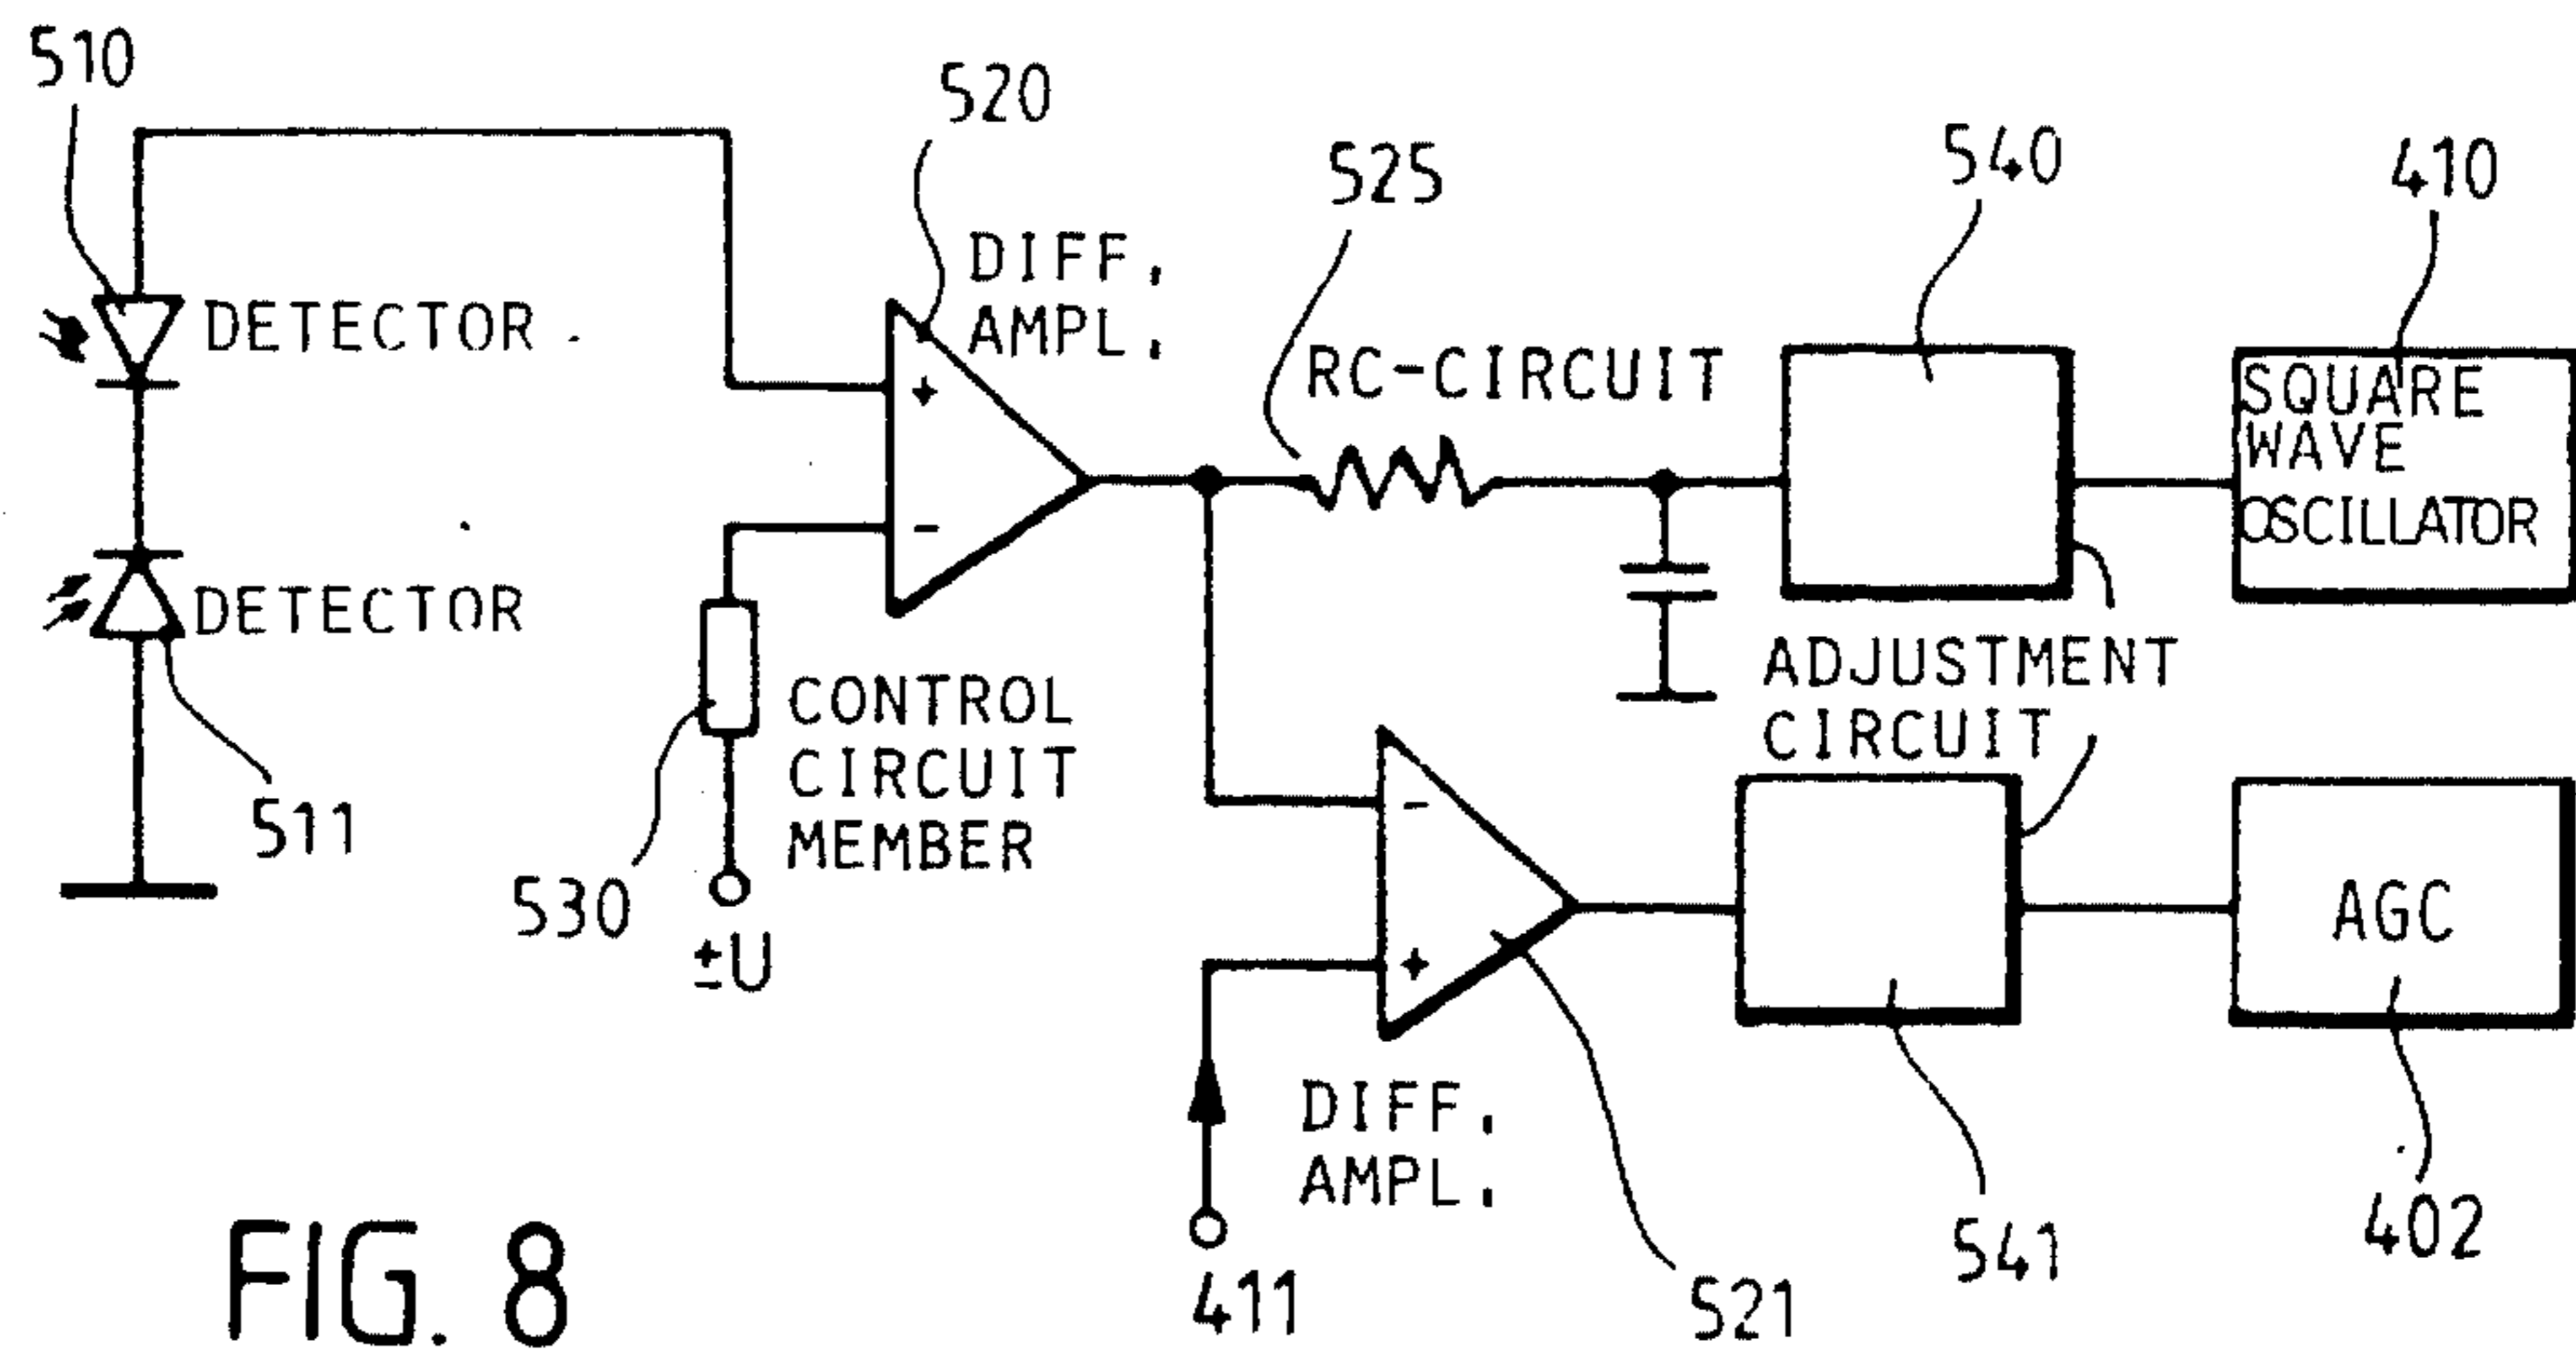 510
520
525
540
410
DIFF.
AMPL.
DETECTOR
RC-CIRCUIT
SQUARE
WAVE
OSCILLATOR
+
-
DETECTOR
511
530
CONTROL
CIRCUIT
MEMBER
±U
ADJUSTMENT
CIRCUIT
-
+
AGC
DIFF.
AMPL.
411
521
541
402
FIG. 8